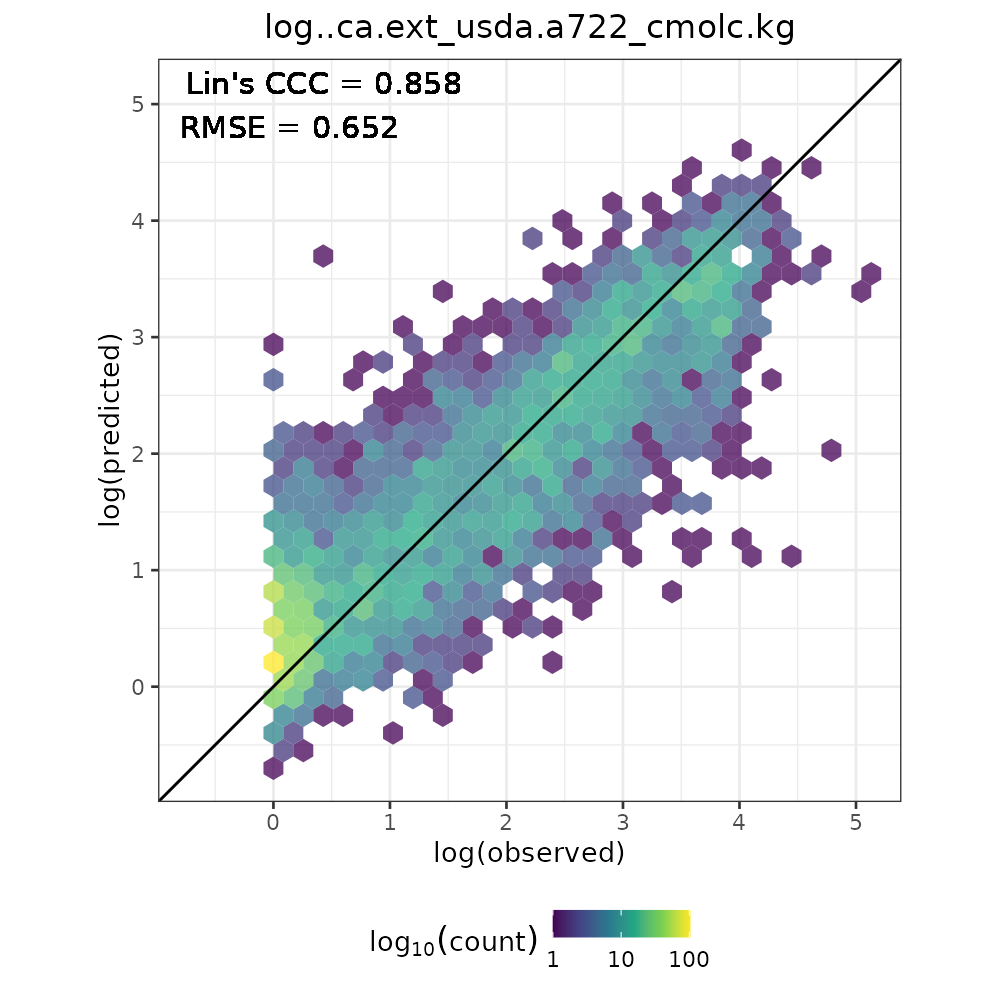 log..ca.ext_usda.a722_cmolc.kg
Lin's CCC = 0.858
RMSE = 0.652
5
4
3
2
1
0
log(predicted)
0 1 2 3 4 5
log(observed)
log10(count)
1 10 100